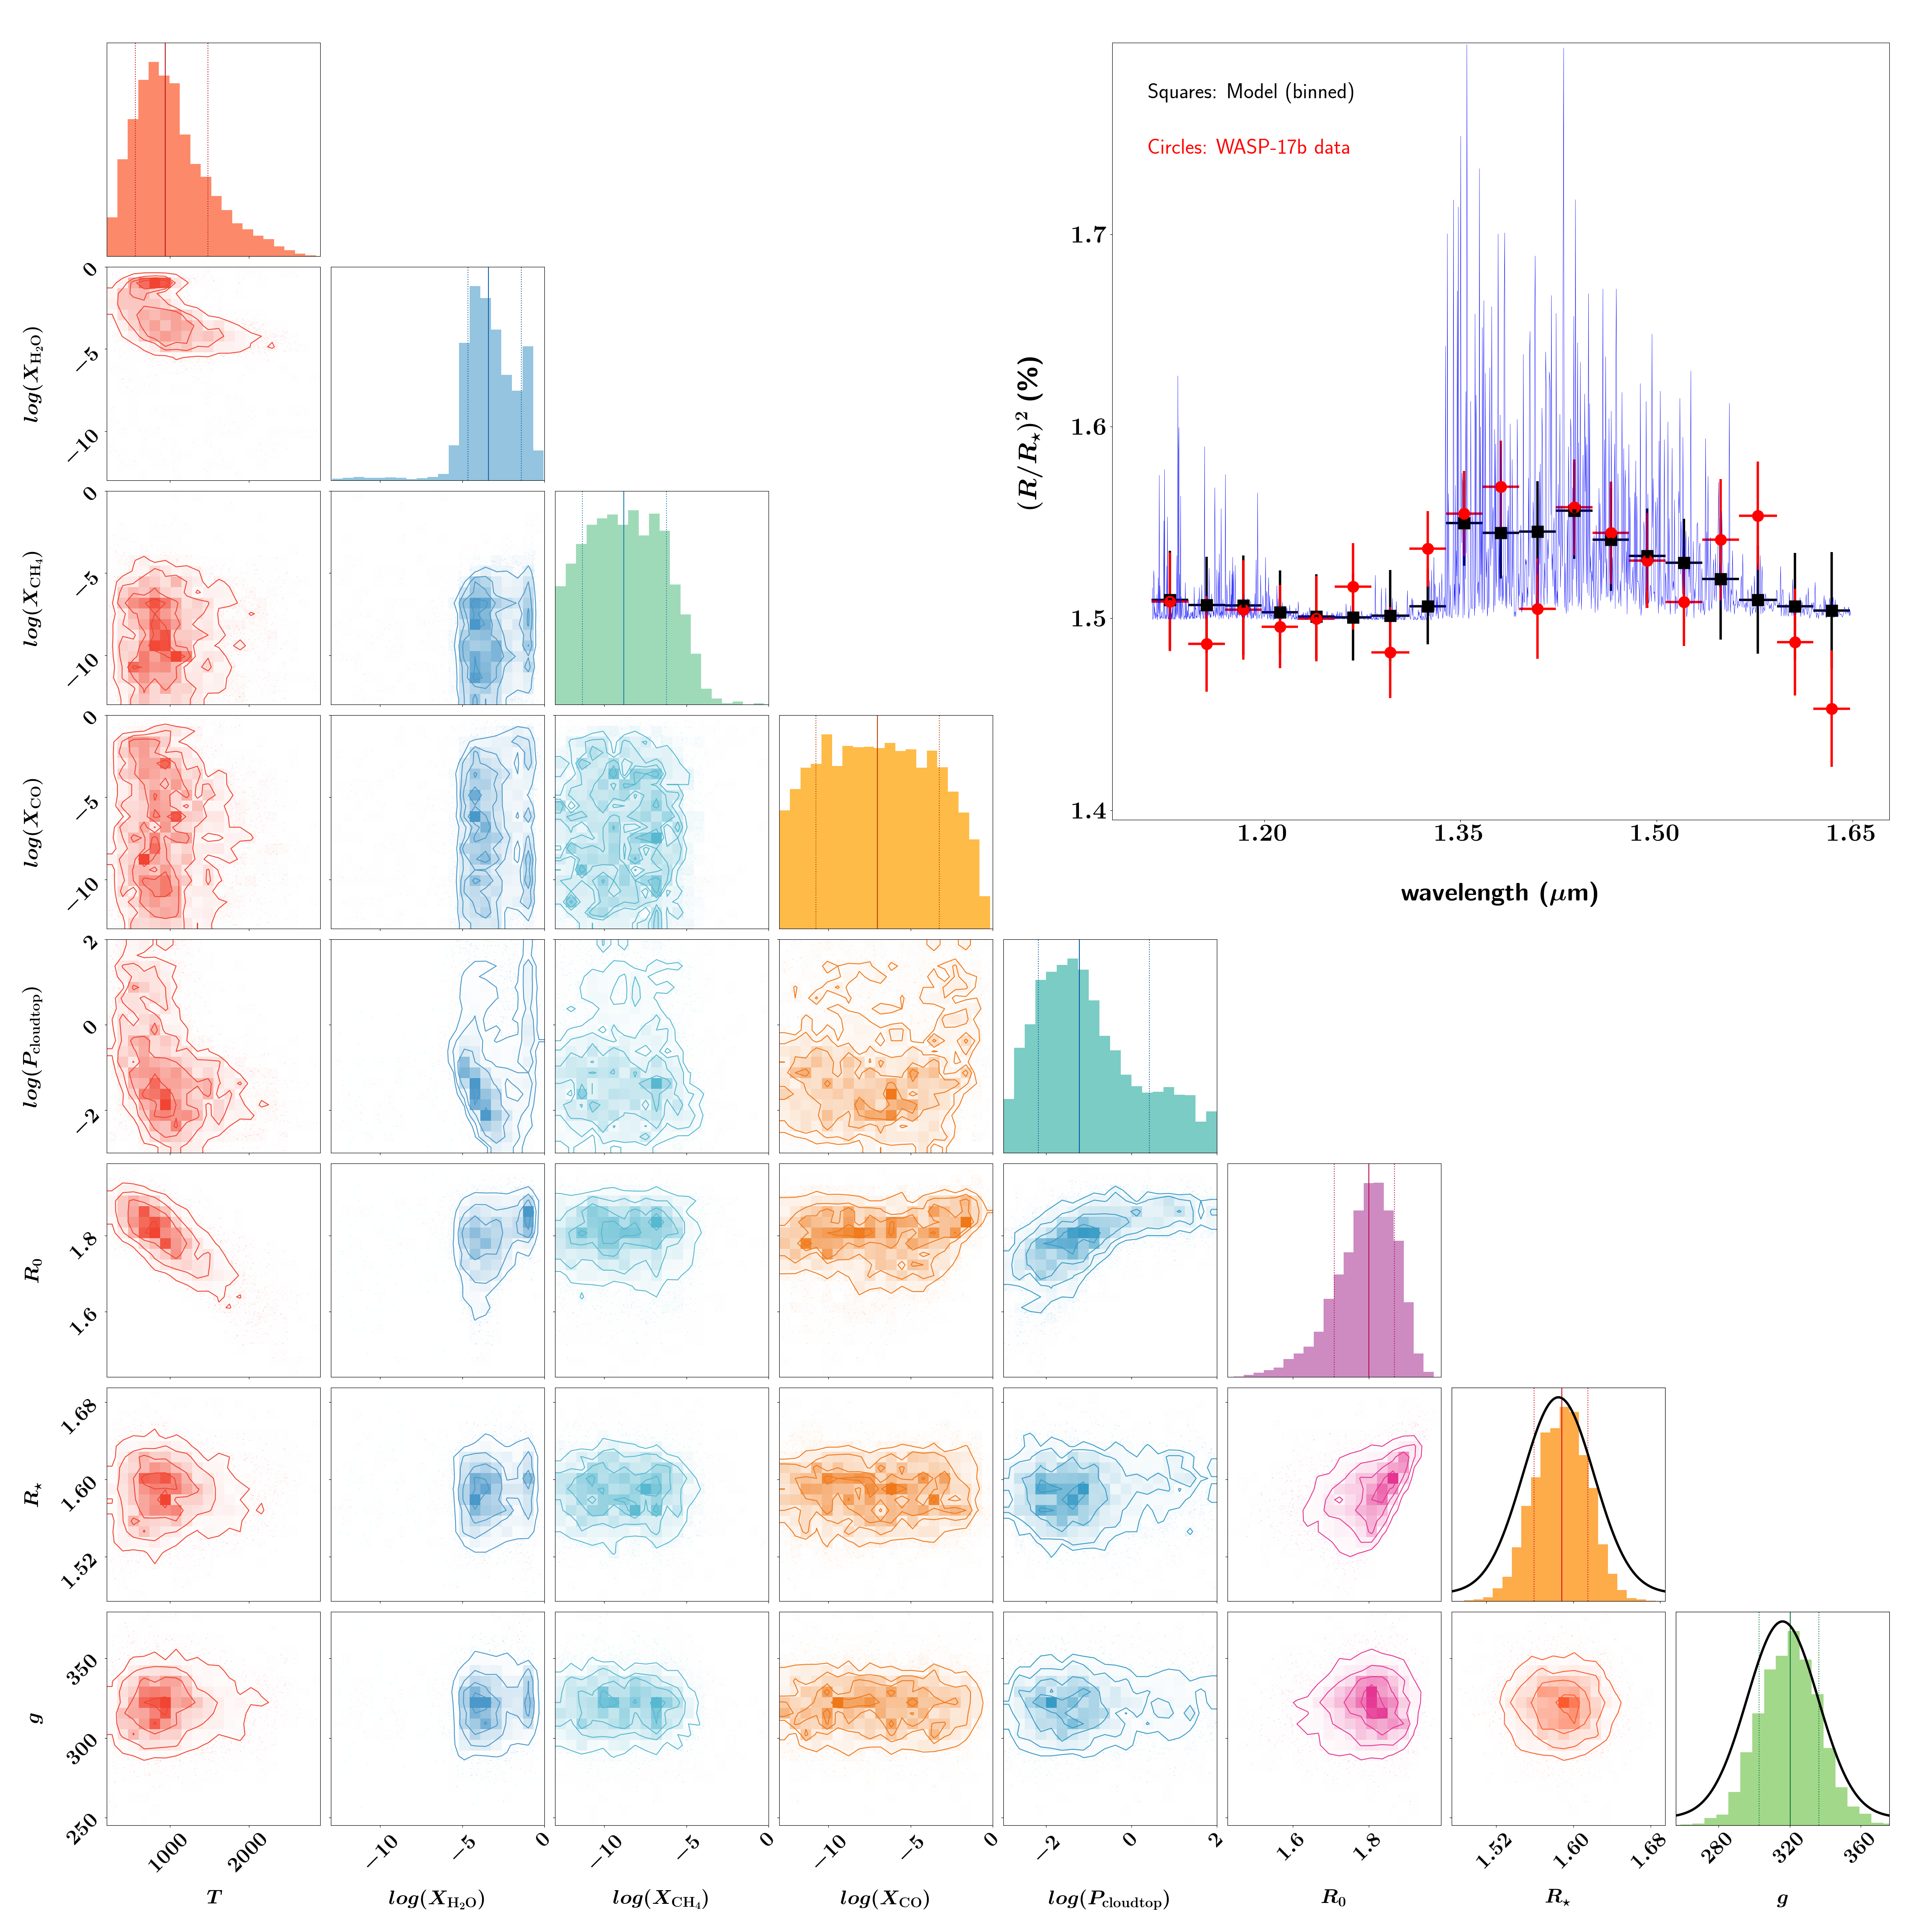 Squares: Model (binned)
Circles: WASP-17b data
(R/R⋆)² (%)
1.7
1.6
1.5
1.4
1.20 1.35 1.50 1.65
wavelength (μm)
log(X_H₂O)
0
−5
−10
log(X_CH₄)
0
−5
−10
log(X_CO)
0
−5
−10
log(P_cloudtop)
2
0
−2
R₀
1.8
1.6
R⋆
1.68
1.60
1.52
g
350
300
250
1000 2000 −10 −5 0 −10 −5 0 −10 −5 0 −2 0 2 1.6 1.8 1.52 1.60 1.68 280 320 360
T log(X_H₂O) log(X_CH₄) log(X_CO) log(P_cloudtop) R₀ R⋆ g